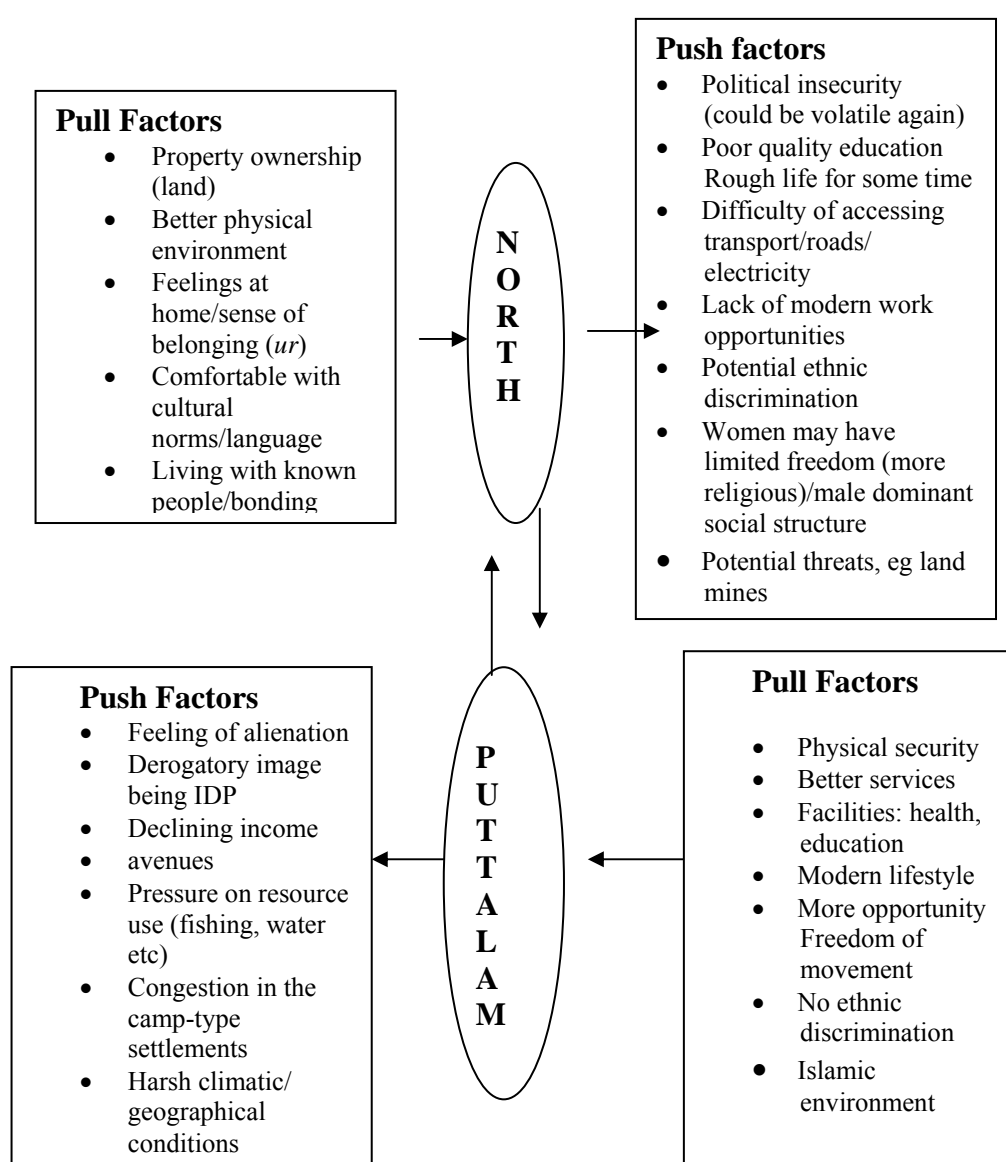 Pull Factors
• Property ownership
(land)
• Better physical
environment
• Feelings at
home/sense of
belonging (ur)
• Comfortable with
cultural
norms/language
• Living with known
people/bonding
NORTH
Push factors
• Political insecurity
(could be volatile again)
• Poor quality education
Rough life for some time
• Difficulty of accessing
transport/roads/
electricity
• Lack of modern work
opportunities
• Potential ethnic
discrimination
• Women may have
limited freedom (more
religious)/male dominant
social structure
• Potential threats, eg land
mines
Push Factors
• Feeling of alienation
• Derogatory image
being IDP
• Declining income
• avenues
• Pressure on resource
use (fishing, water
etc)
• Congestion in the
camp-type
settlements
• Harsh climatic/
geographical
conditions
PUTTALAM
Pull Factors
• Physical security
• Better services
• Facilities: health,
education
• Modern lifestyle
• More opportunity
Freedom of
movement
• No ethnic
discrimination
• Islamic
environment